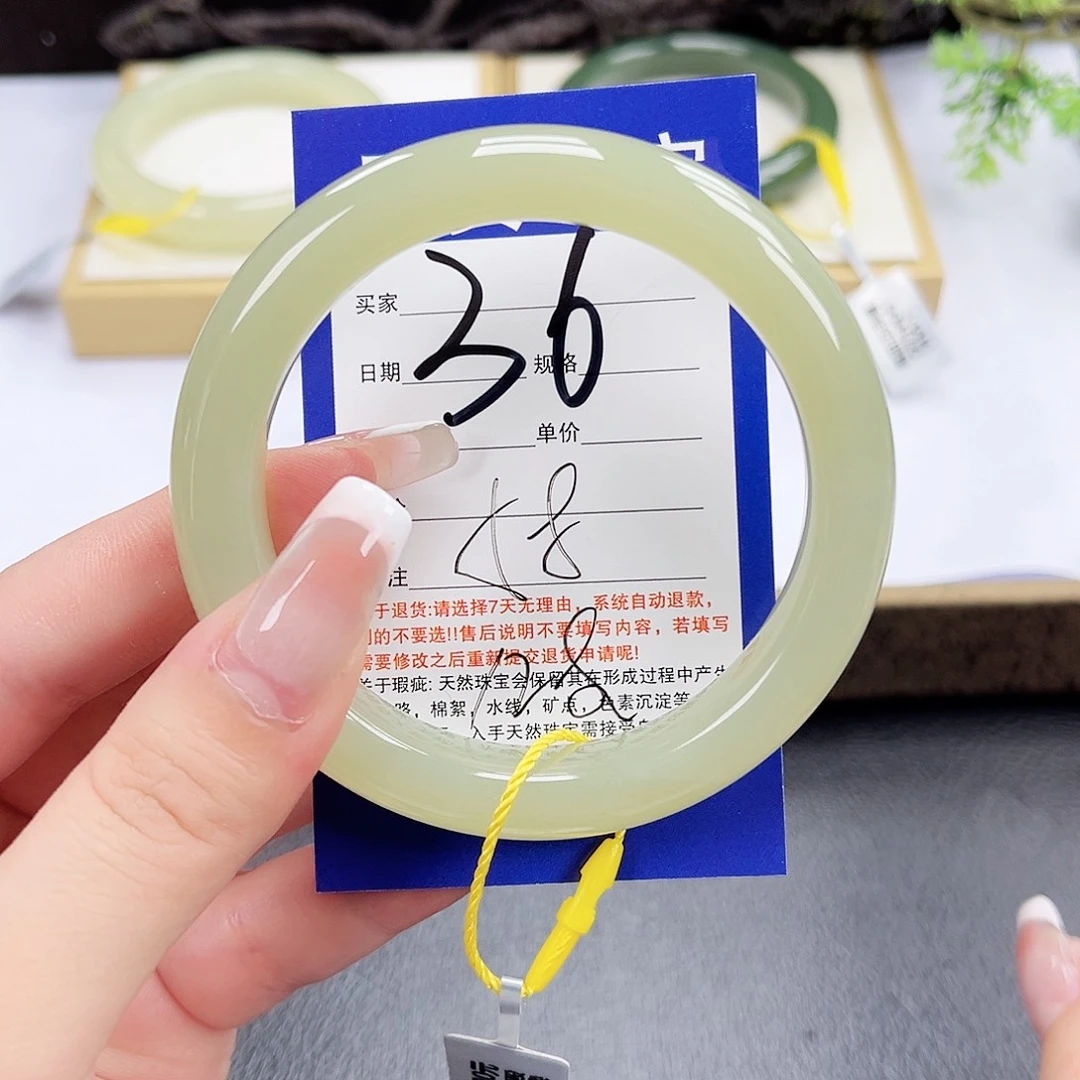 36
买家
日期 规格
单价
58
注
于退货:请选择7天无理由，系统自动退款，
的不要选!!售后说明不要填写内容，若填写
需要修改之后重新提交退货申请呢!
关于瑕疵: 天然珠宝会保留其在形成过程中产生
棉絮，水线，矿点，色素沉淀等
入手天然珠宝需接受
128